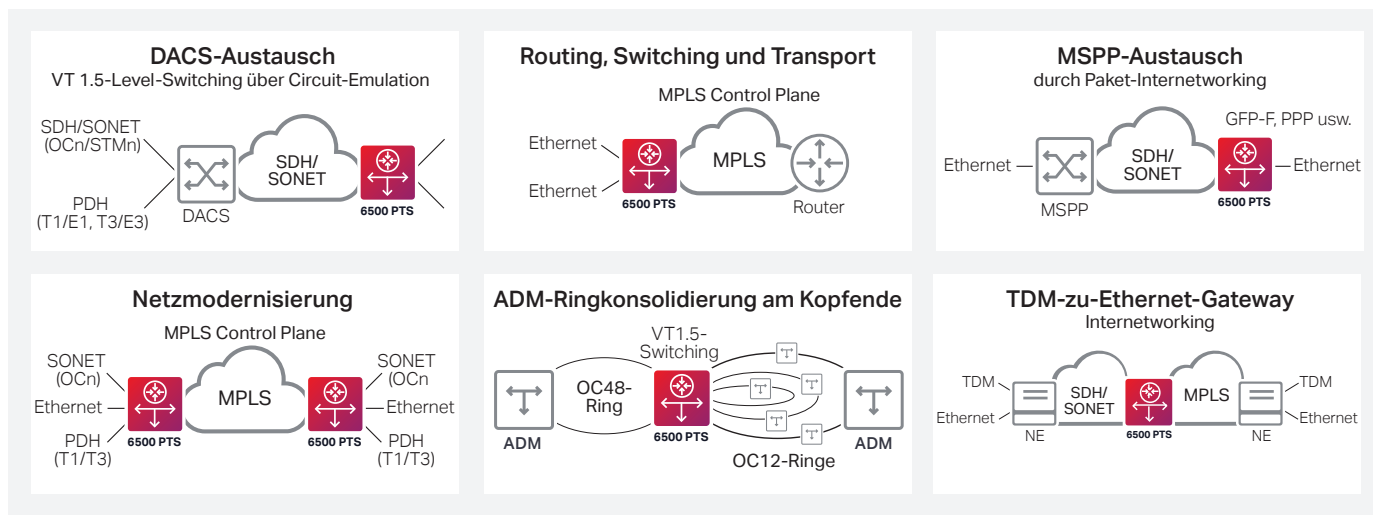 DACS-Austausch
VT 1.5-Level-Switching über Circuit-Emulation
SDH/SONET
(OCn/STMn)
PDH
(T1/E1, T3/E3)
DACS
SDH/
SONET
6500 PTS
Routing, Switching und Transport
MPLS Control Plane
Ethernet
Ethernet
6500 PTS
MPLS
Router
MSPP-Austausch
durch Paket-Internetworking
GFP-F, PPP usw.
Ethernet
MSPP
SDH/
SONET
6500 PTS
Ethernet
Netzmodernisierung
MPLS Control Plane
SONET
(OCn)
Ethernet
PDH
(T1/T3)
6500 PTS
MPLS
6500 PTS
SONET
(OCn
Ethernet
PDH
(T1/T3)
ADM-Ringkonsolidierung am Kopfende
VT1.5-
Switching
ADM
OC48-
Ring
6500 PTS
OC12-Ringe
ADM
TDM-zu-Ethernet-Gateway
Internetworking
TDM
Ethernet
NE
SDH/
SONET
6500 PTS
MPLS
NE
TDM
Ethernet